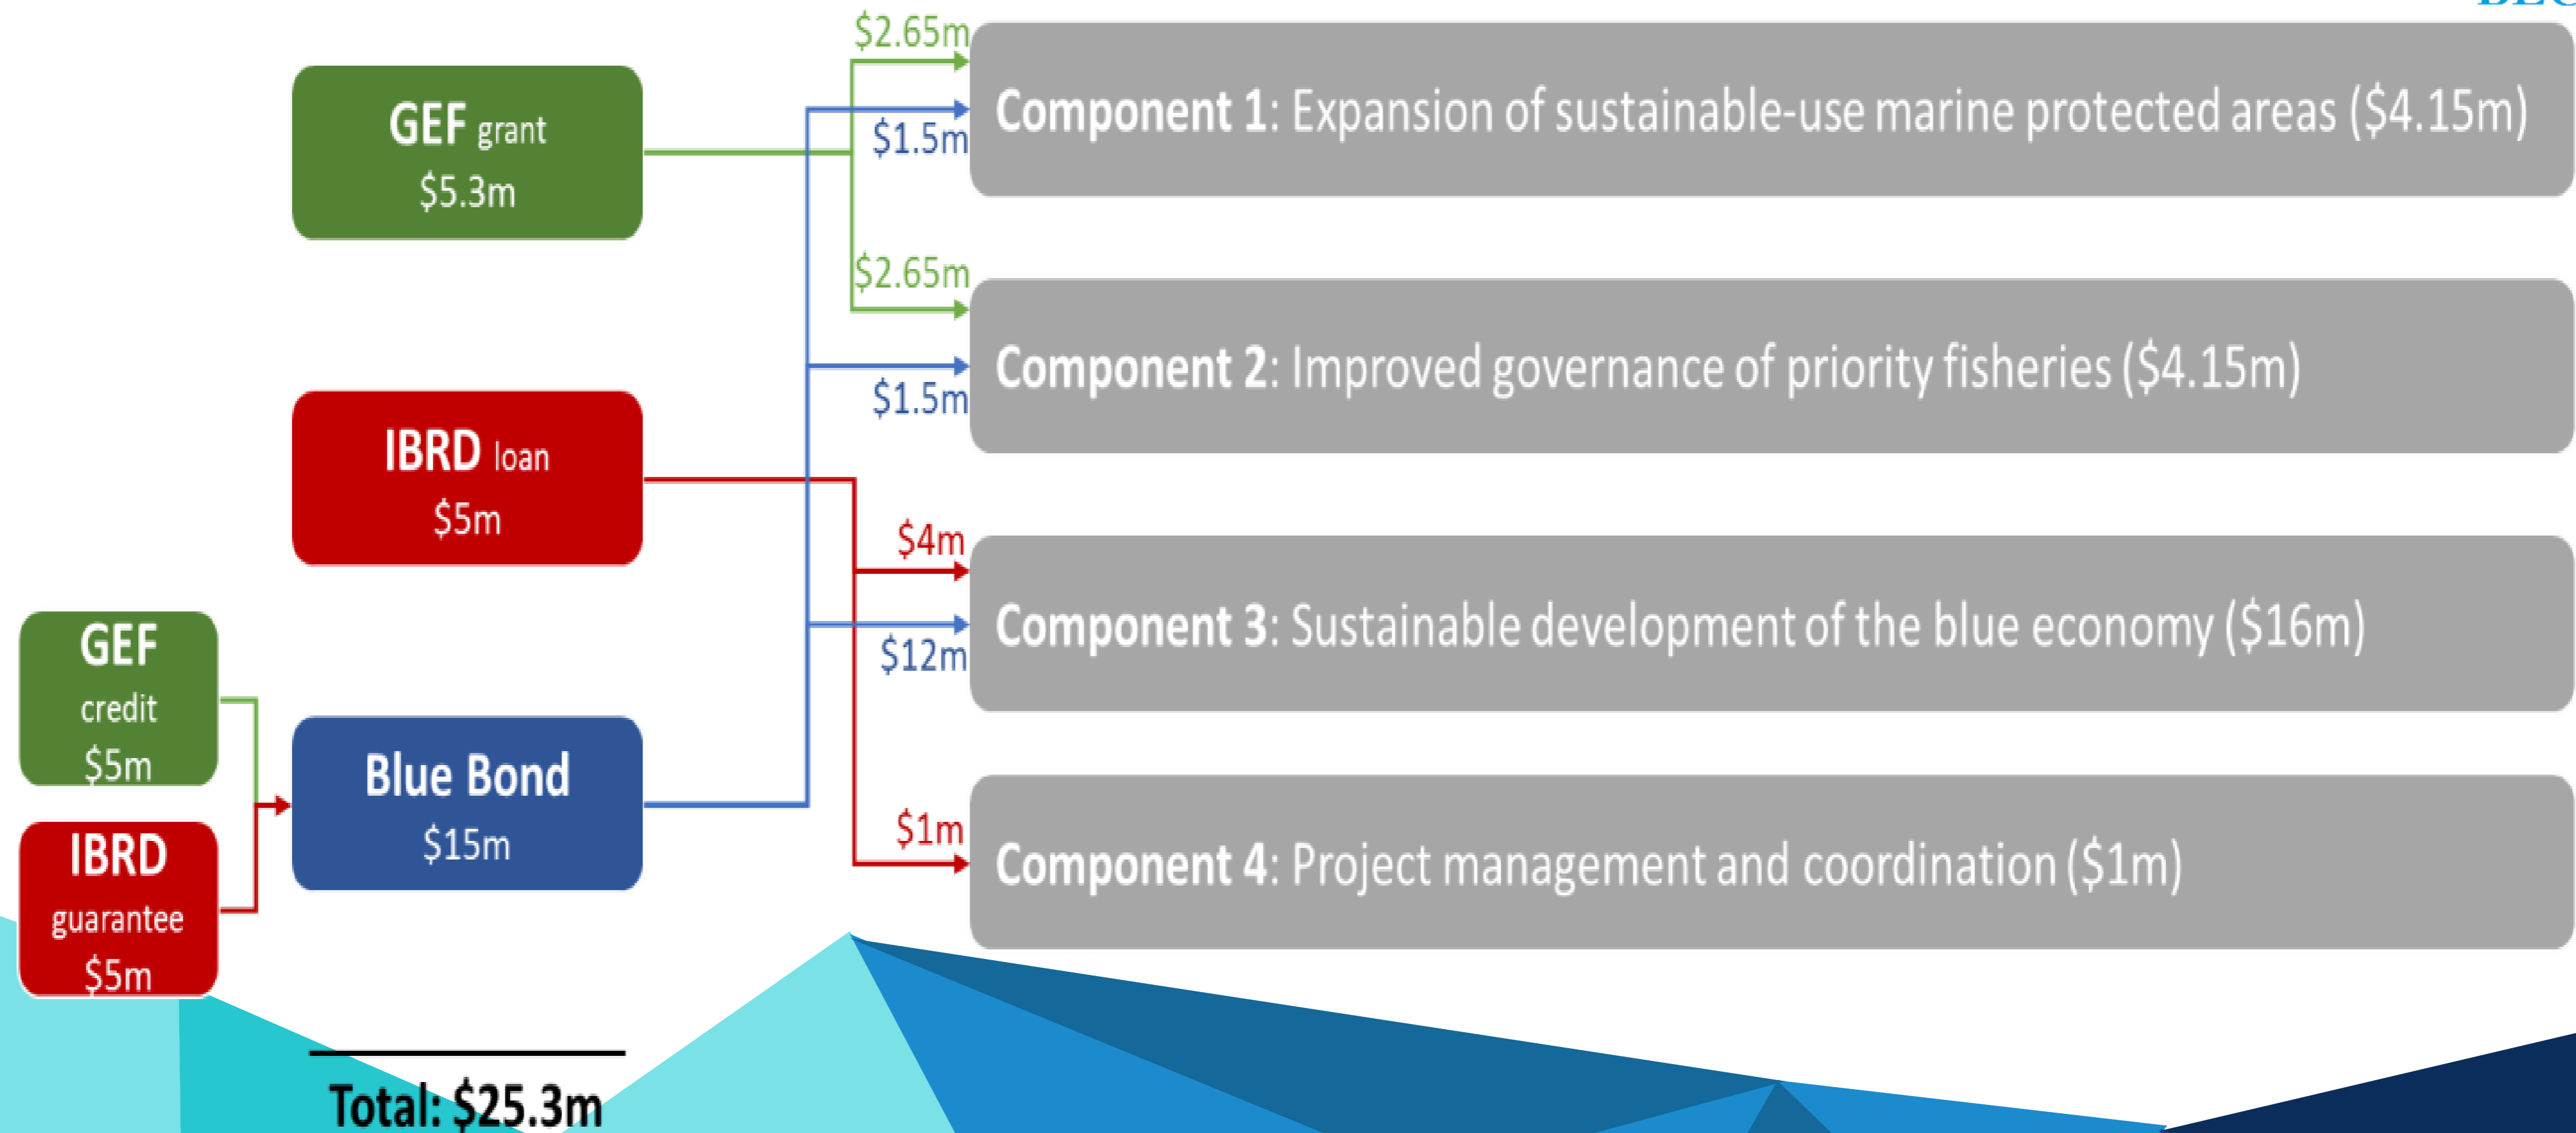 $2.65m
GEF grant
$5.3m
$1.5m
Component 1: Expansion of sustainable-use marine protected areas ($4.15m)
$2.65m
$1.5m
Component 2: Improved governance of priority fisheries ($4.15m)
IBRD loan
$5m
$4m
$12m
Component 3: Sustainable development of the blue economy ($16m)
GEF
credit
$5m
Blue Bond
$15m
$1m
Component 4: Project management and coordination ($1m)
IBRD
guarantee
$5m
Total: $25.3m